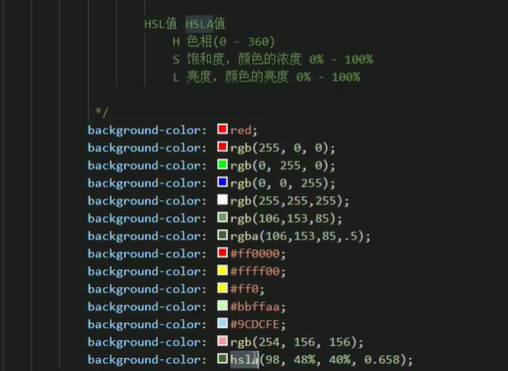 HSL值 HSLA值
H 色相(0 - 360)
S 饱和度，颜色的浓度 0% - 100%
L 亮度，颜色的亮度 0% - 100%
*/
background-color: red;
background-color: rgb(255, 0, 0);
background-color: rgb(0, 255, 0);
background-color: rgb(0, 0, 255);
background-color: rgb(255,255,255);
background-color: rgb(106,153,85);
background-color: rgba(106,153,85,.5);
background-color: #ff0000;
background-color: #ffff00;
background-color: #ff0;
background-color: #bbffaa;
background-color: #9CDCFE;
background-color: rgb(254, 156, 156);
background-color: hsla(98, 48%, 40%, 0.658);